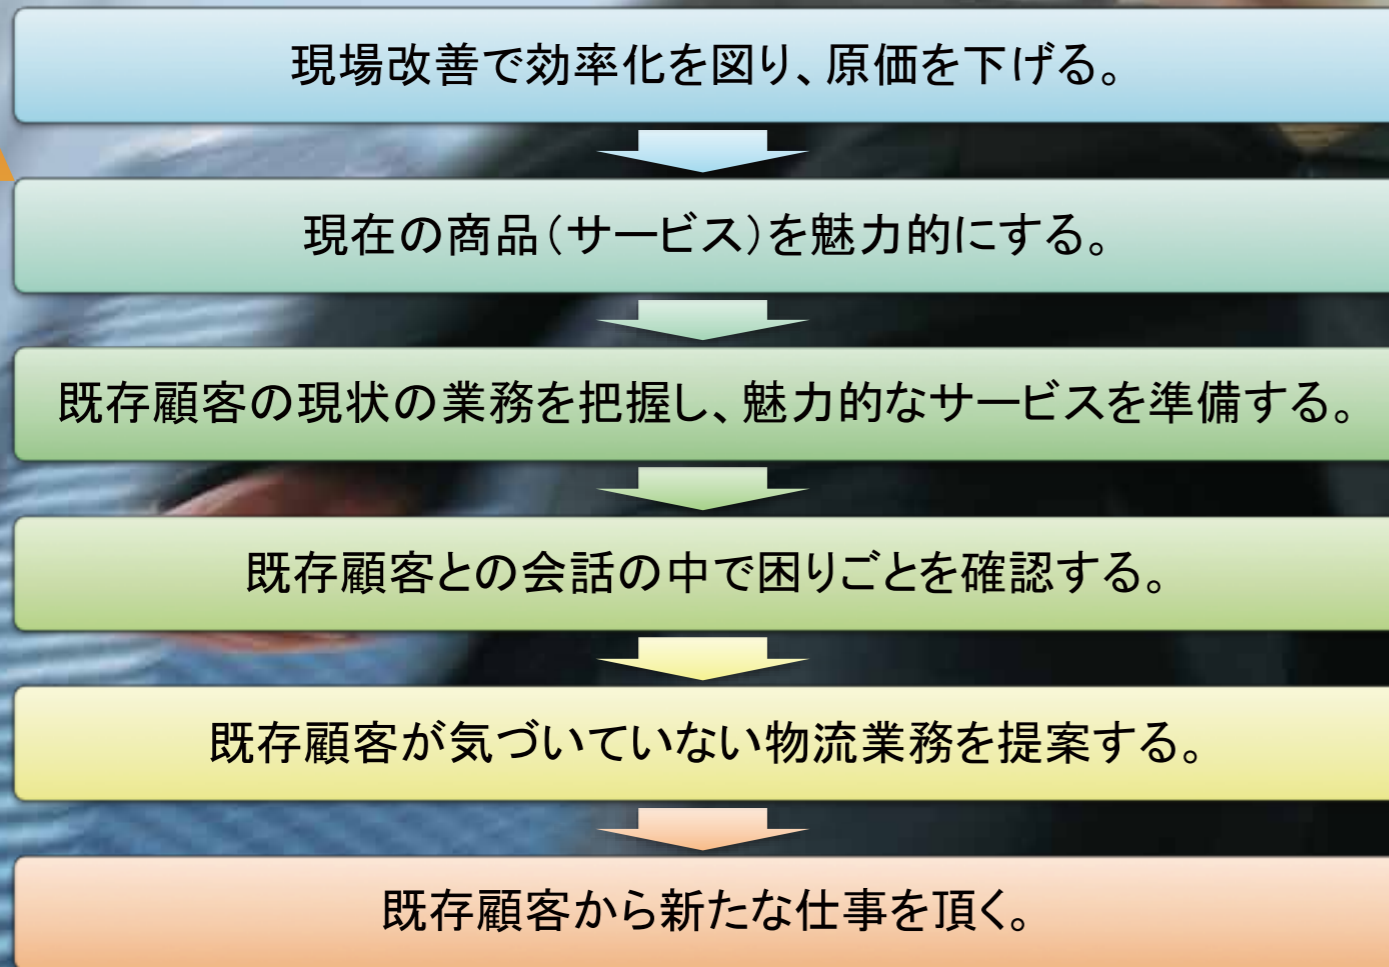 現場改善で効率化を図り、原価を下げる。
現在の商品（サービス）を魅力的にする。
既存顧客の現状の業務を把握し、魅力的なサービスを準備する。
既存顧客との会話の中で困りごとを確認する。
既存顧客が気づいていない物流業務を提案する。
既存顧客から新たな仕事を頂く。